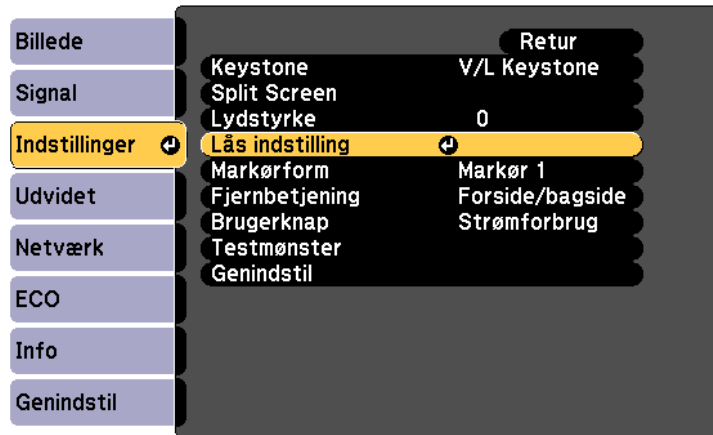 Billede
Signal
Indstillinger
Udvidet
Netværk
ECO
Info
Genindstil
Retur
Keystone V/L Keystone
Split Screen
Lydstyrke 0
Lås indstilling
Markørform Markør 1
Fjernbetjening Forside/bagside
Brugerknap Strømforbrug
Testmønster
Genindstil